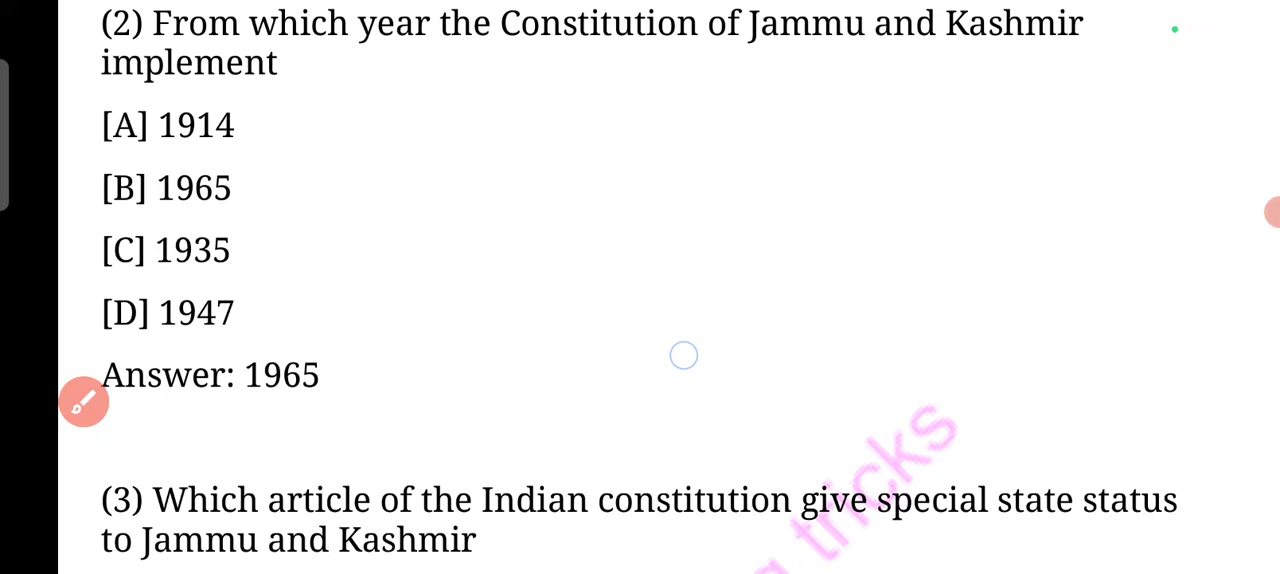 (2) From which year the Constitution of Jammu and Kashmir
implement
[A] 1914
[B] 1965
[C] 1935
[D] 1947
Answer: 1965
(3) Which article of the Indian constitution give special state status
to Jammu and Kashmir
tricks